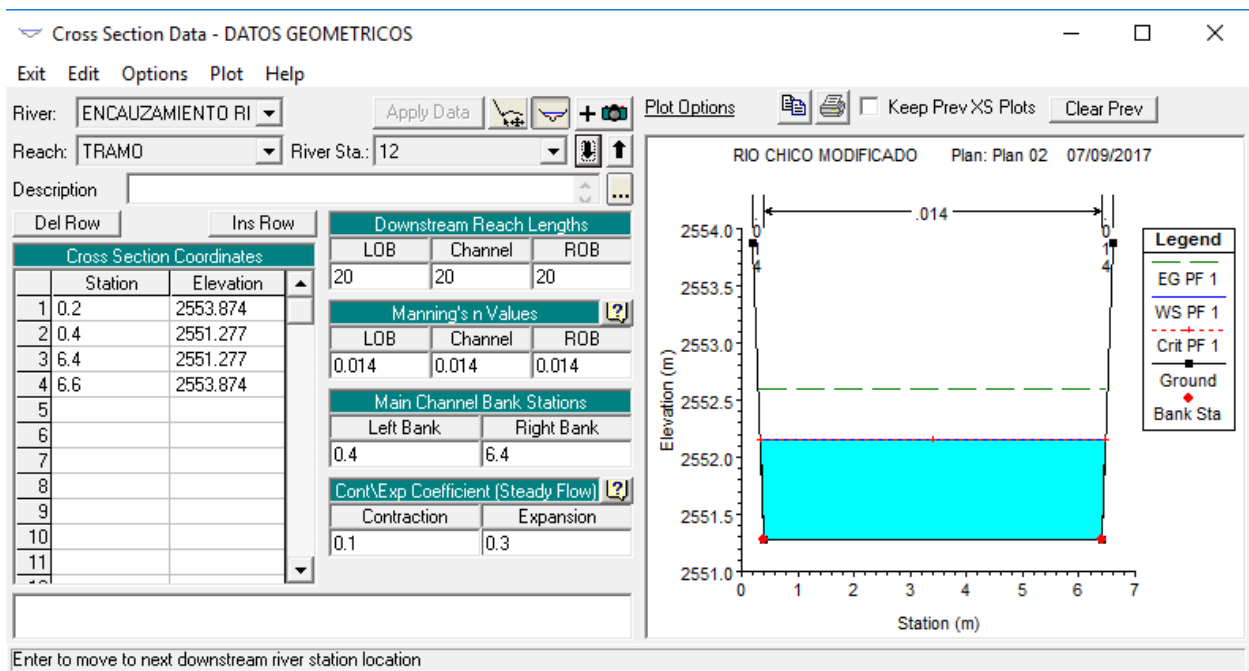 Cross Section Data - DATOS GEOMETRICOS
Exit Edit Options Plot Help
River: ENCAUZAMIENTO RI Apply Data
Reach: TRAMO River Sta.: 12
Description ...
Del Row Ins Row
Cross Section Coordinates
Station Elevation
1 0.2 2553.874
2 0.4 2551.277
3 6.4 2551.277
4 6.6 2553.874
5
6
7
8
9
10
11
Downstream Reach Lengths
LOB Channel ROB
20 20 20
Manning's n Values
LOB Channel ROB
0.014 0.014 0.014
Main Channel Bank Stations
Left Bank Right Bank
0.4 6.4
Cont\Exp Coefficient (Steady Flow)
Contraction Expansion
0.1 0.3
Plot Options Keep Prev XS Plots Clear Prev
RIO CHICO MODIFICADO Plan: Plan 02 07/09/2017
.014 .014 .014
2554.0
2553.5
2553.0
2552.5
2552.0
2551.5
2551.0
Elevation (m)
0 1 2 3 4 5 6 7
Station (m)
Legend
EG PF 1
WS PF 1
Crit PF 1
Ground
Bank Sta
Enter to move to next downstream river station location